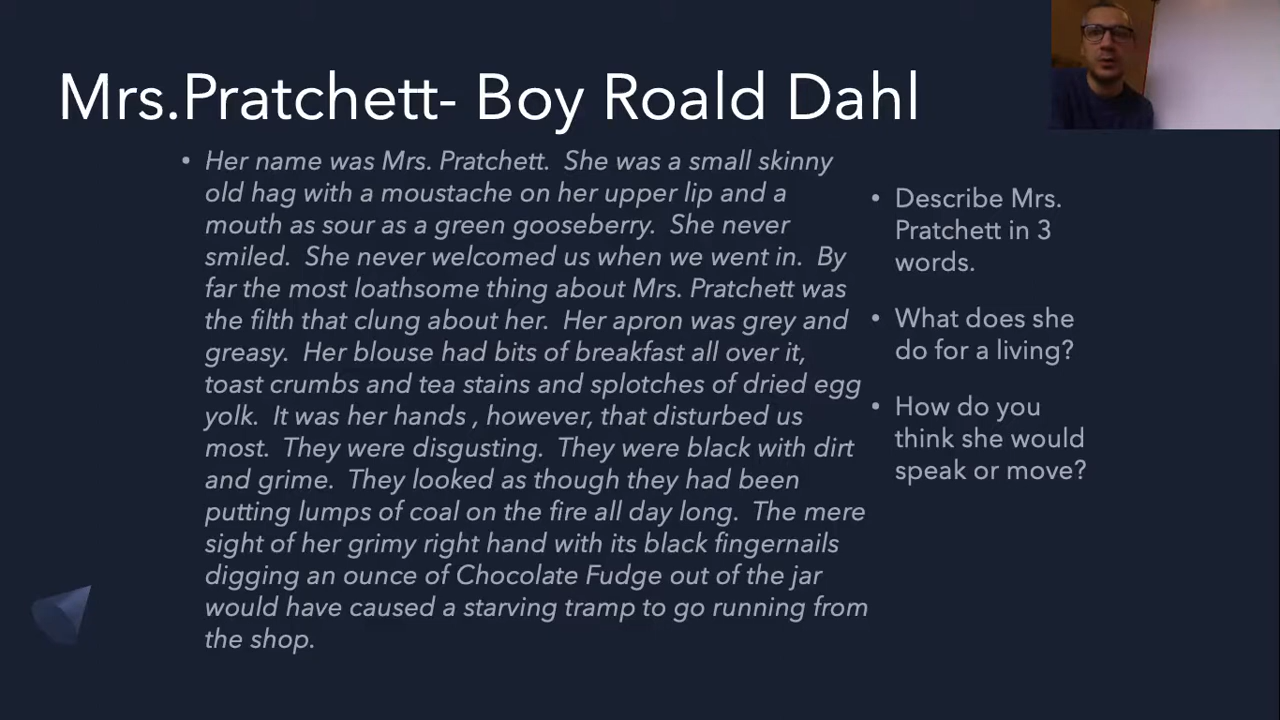 Mrs.Pratchett- Boy Roald Dahl
• Her name was Mrs. Pratchett.  She was a small skinny
old hag with a moustache on her upper lip and a
mouth as sour as a green gooseberry.  She never
smiled.  She never welcomed us when we went in.  By
far the most loathsome thing about Mrs. Pratchett was
the filth that clung about her.  Her apron was grey and
greasy.  Her blouse had bits of breakfast all over it,
toast crumbs and tea stains and splotches of dried egg
yolk.  It was her hands , however, that disturbed us
most.  They were disgusting.  They were black with dirt
and grime.  They looked as though they had been
putting lumps of coal on the fire all day long.  The mere
sight of her grimy right hand with its black fingernails
digging an ounce of Chocolate Fudge out of the jar
would have caused a starving tramp to go running from
the shop.
• Describe Mrs.
Pratchett in 3
words.
• What does she
do for a living?
• How do you
think she would
speak or move?